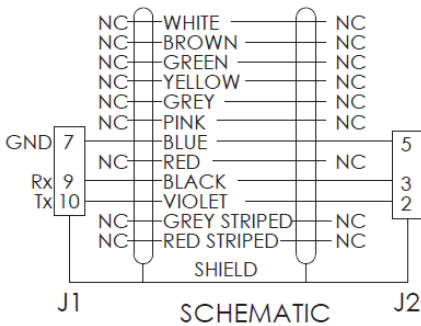 NC WHITE NC
NC BROWN NC
NC GREEN NC
NC YELLOW NC
NC GREY NC
NC PINK NC
GND 7 BLUE 5
NC RED NC
Rx 9 BLACK 3
Tx 10 VIOLET 2
NC GREY STRIPED NC
NC RED STRIPED NC
SHIELD
J1 SCHEMATIC J2